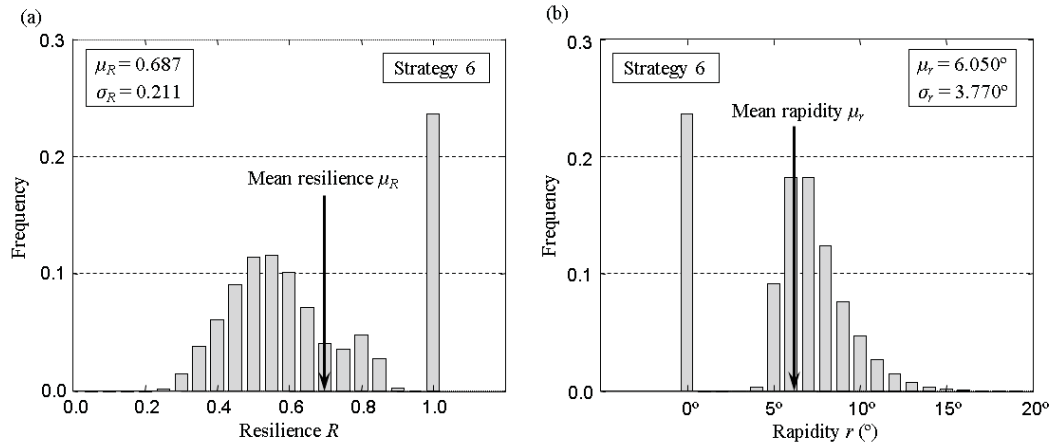 (a)
0.3
0.2
0.1
0.0
Frequency
μR = 0.687
σR = 0.211
Strategy 6
Mean resilience μR
0.0 0.2 0.4 0.6 0.8 1.0
Resilience R
(b)
0.3
0.2
0.1
0.0
Frequency
Strategy 6
μr = 6.050°
σr = 3.770°
Mean rapidity μr
0° 5° 10° 15° 20°
Rapidity r (°)